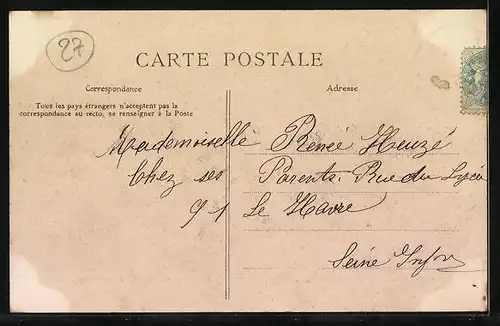 27
CARTE POSTALE
Correspondance
Adresse
Tous les pays étrangers n'acceptent pas la
correspondance au recto, se renseigner à la Poste
Mademoiselle Renée Heuzé
Chez ses Parents Rue du Lycée
91 Le Havre
Seine Infre